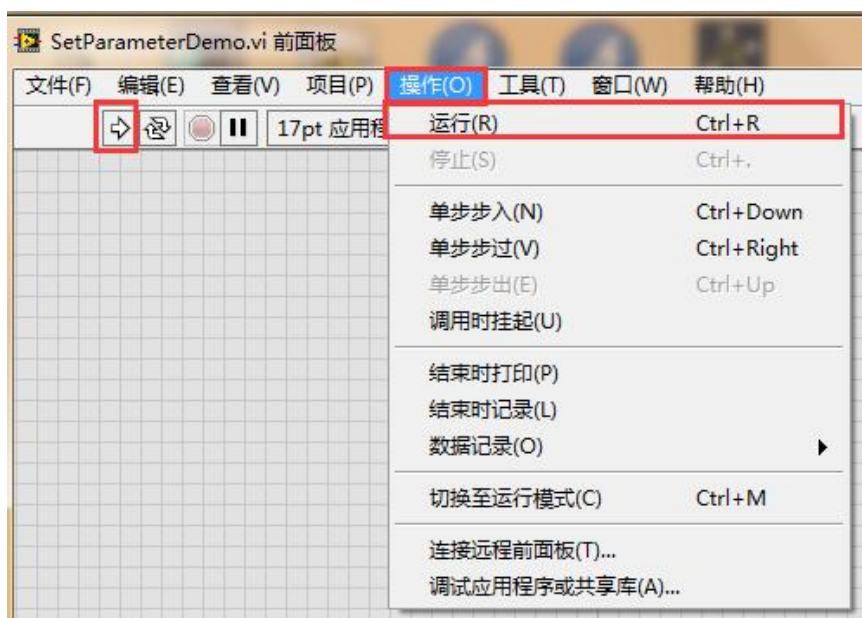 SetParameterDemo.vi 前面板
文件(F) 编辑(E) 查看(V) 项目(P) 操作(O) 工具(T) 窗口(W) 帮助(H)
17pt 应用程
运行(R) Ctrl+R
停止(S) Ctrl+.
单步步入(N) Ctrl+Down
单步步过(V) Ctrl+Right
单步步出(E) Ctrl+Up
调用时挂起(U)
结束时打印(P)
结束时记录(L)
数据记录(O)
切换至运行模式(C) Ctrl+M
连接远程前面板(T)...
调试应用程序或共享库(A)...